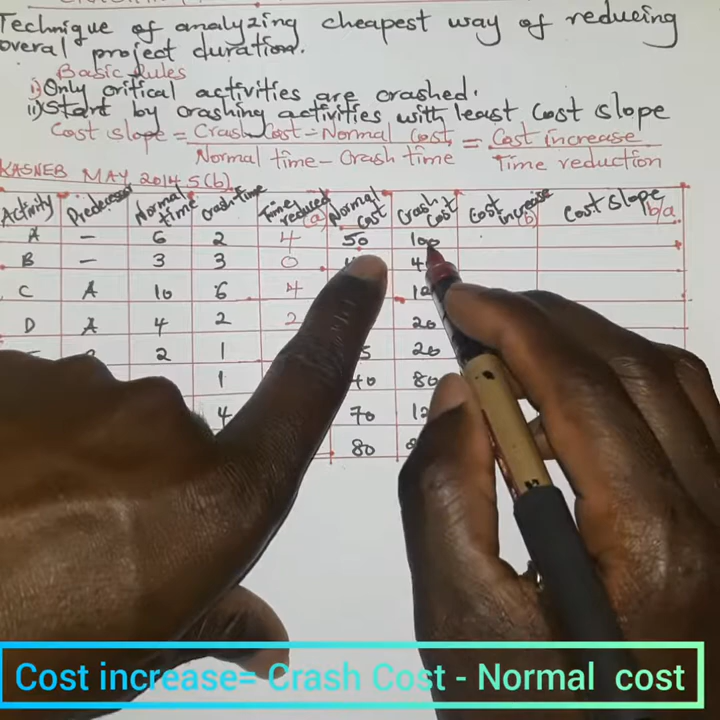 Technique of analyzing cheapest way of reducing
overal project duration.
Basic Rules
i) Only critical activities are crashed.
ii) Start by crashing activities with least cost slope
Cost slope = Crash Cost - Normal Cost = Cost increase
Normal time - Crash time Time reduction
KASNEB MAY 2014.5(b)
Activity Predecessor Normal time Crash Time Time reduced (a) Normal Cost Crash Cost Cost increase (b) Cost Slope b/a
A - 6 2 4 50 100
B - 3 3 0
C A 10 6 4
D A 4 2 2 20
2 1 20
1 40 80
4 70 12
80
Cost increase= Crash Cost - Normal cost